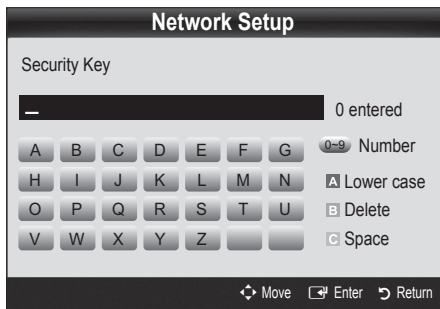 Network Setup
Security Key
_ 0 entered
A B C D E F G 0~9 Number
H I J K L M N A Lower case
O P Q R S T U B Delete
V W X Y Z C Space
Move Enter Return